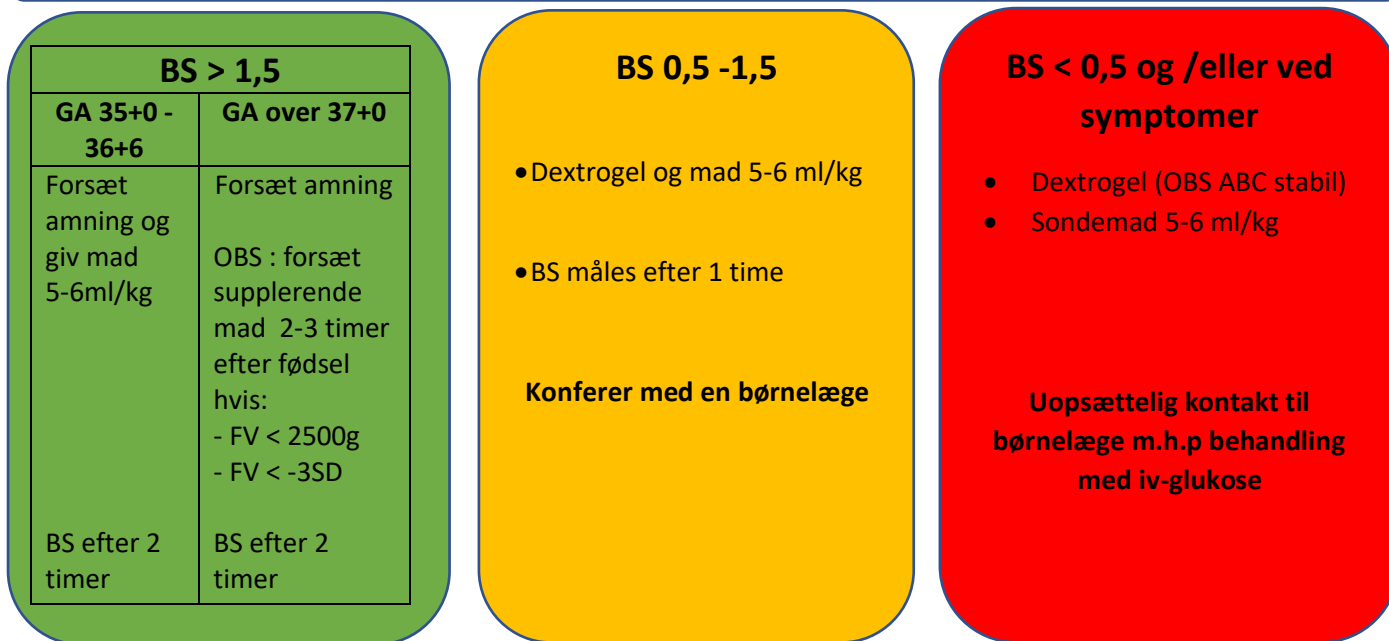 BS > 1,5
GA 35+0 -
36+6
GA over 37+0
Forsæt
amning og
giv mad
5-6ml/kg
BS efter 2
timer
Forsæt amning
OBS : forsæt
supplerende
mad 2-3 timer
efter fødsel
hvis:
- FV < 2500g
- FV < -3SD
BS efter 2
timer
BS 0,5 -1,5
•Dextrogel og mad 5-6 ml/kg
•BS måles efter 1 time
Konferer med en børnelæge
BS < 0,5 og /eller ved
symptomer
• Dextrogel (OBS ABC stabil)
• Sondemad 5-6 ml/kg
Uopsættelig kontakt til
børnelæge m.h.p behandling
med iv-glukose